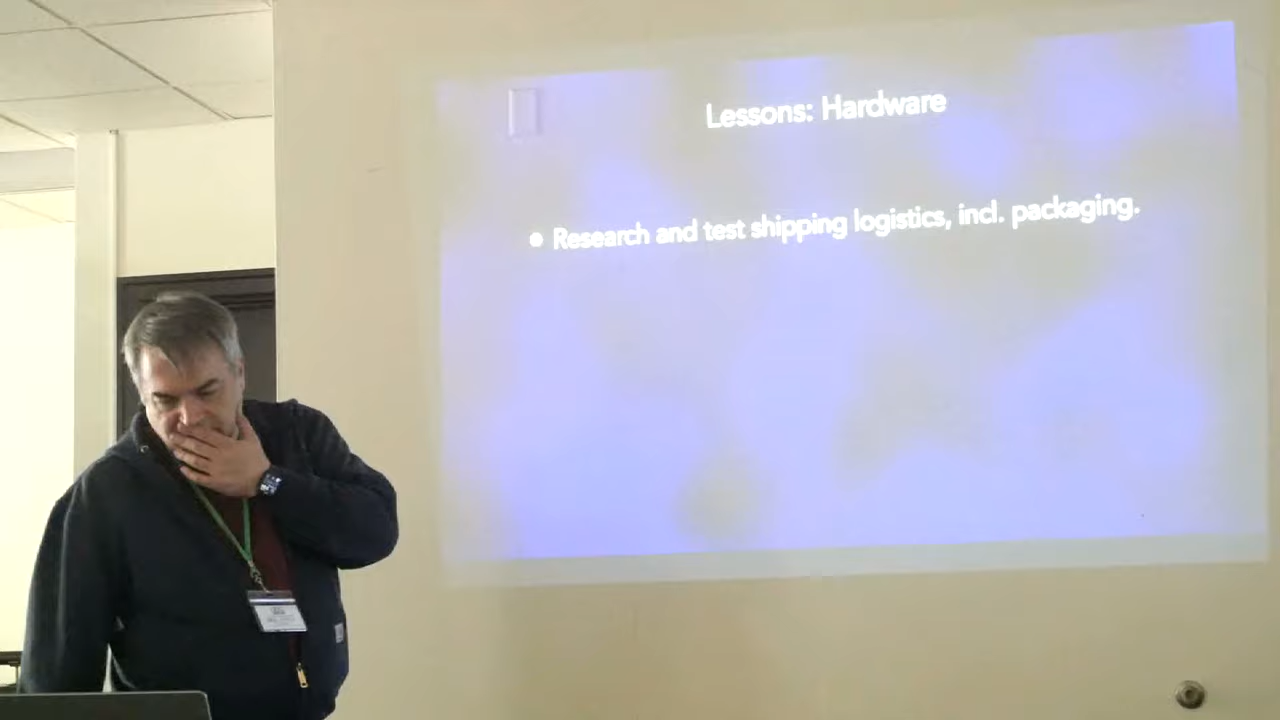 Lessons: Hardware
• Research and test shipping logistics, incl. packaging.